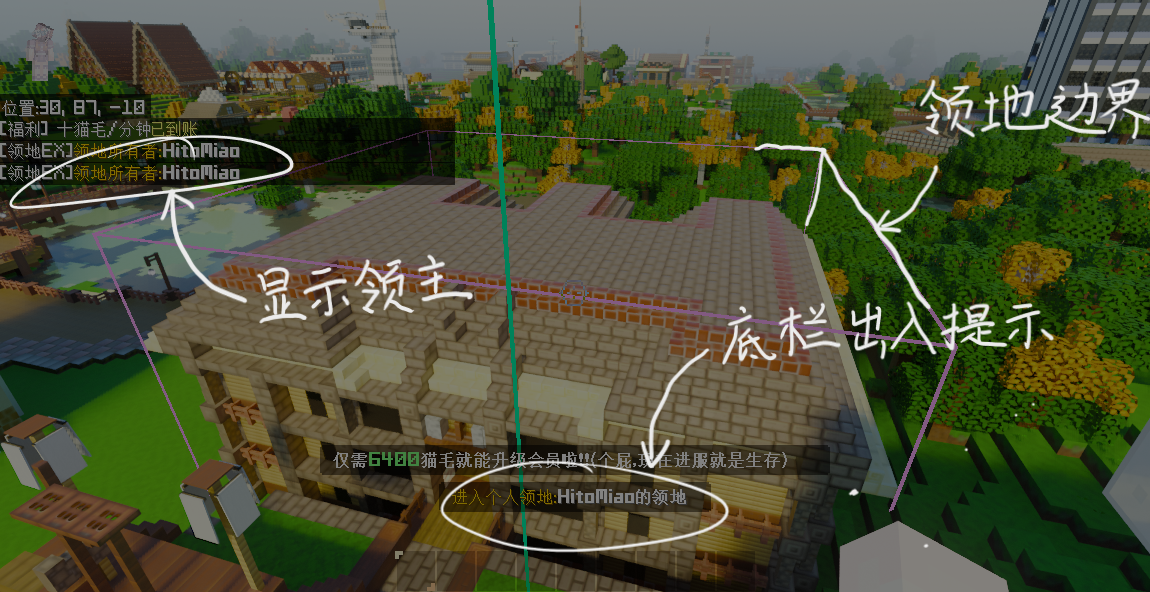 位置:30, 87, -10
[福利] 十猫毛/分钟已到账
[领地EX]领地所有者:HitoMiao
[领地EX]领地所有者:HitoMiao
领地边界
显示领主
底栏出入提示
仅需6400猫毛就能升级会员啦!!(个屁,现在进服就是生存)
进入个人领地:HitoMiao的领地